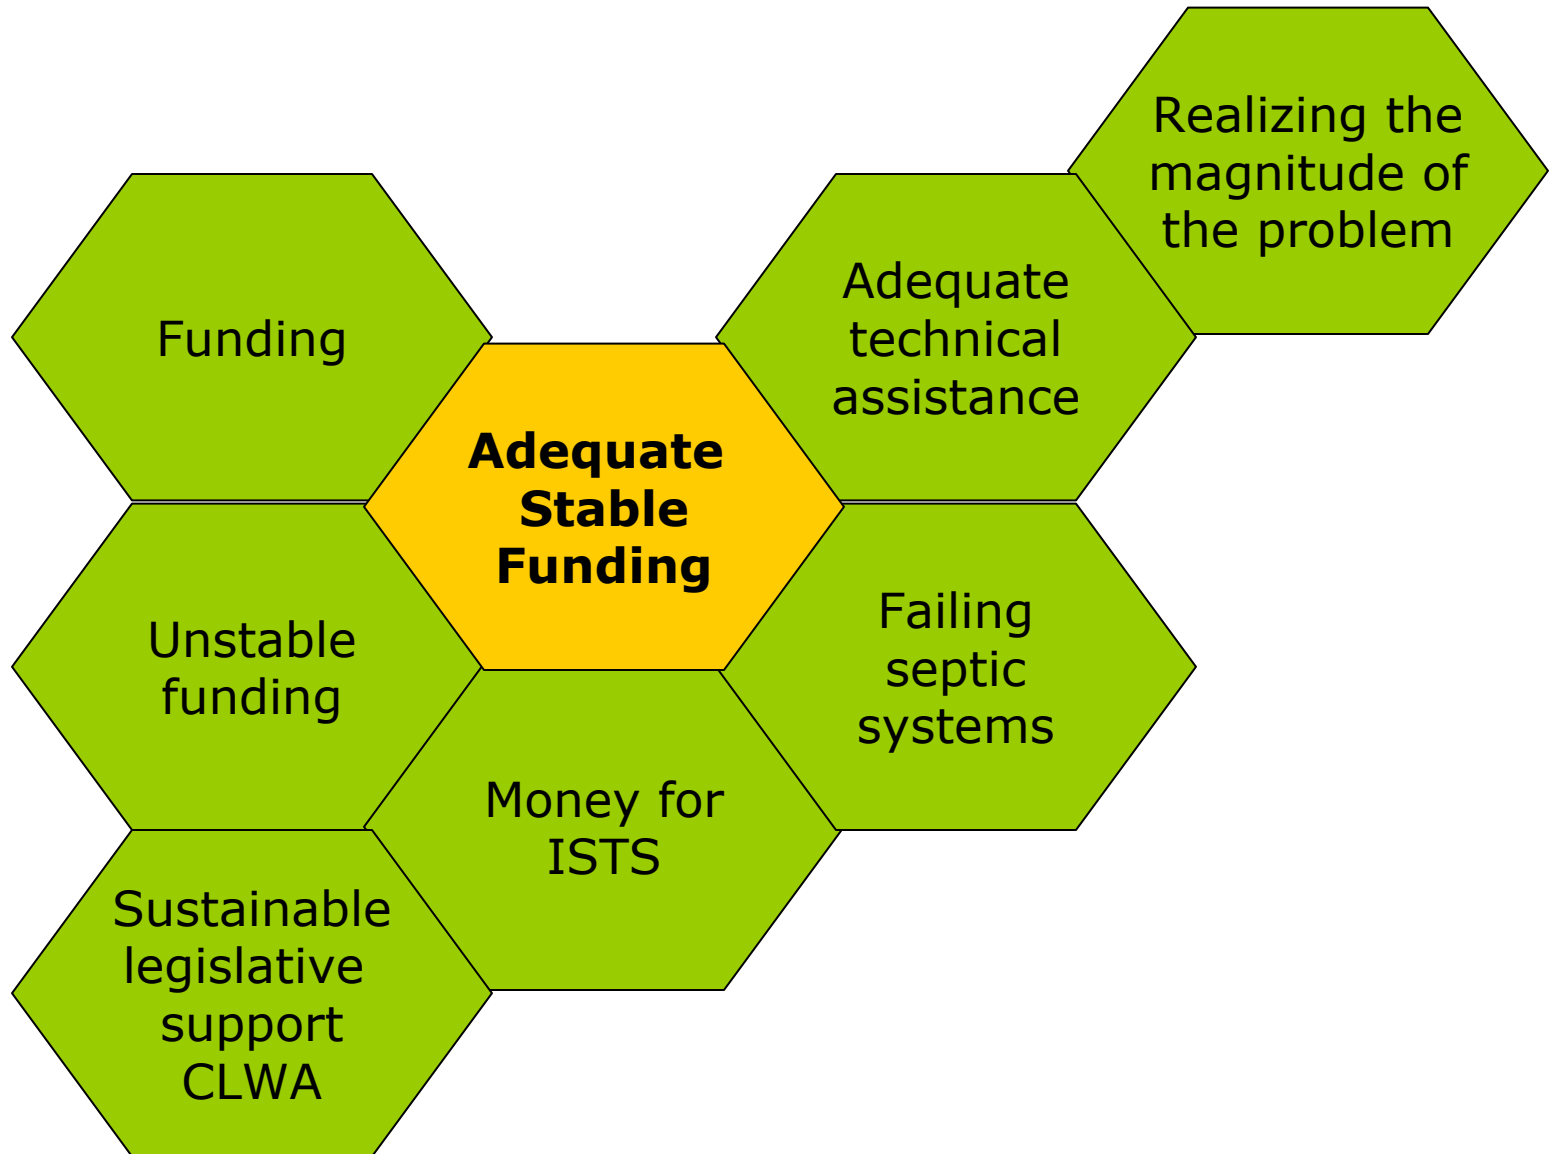 Realizing the
magnitude of
the problem
Adequate
technical
assistance
Funding
Adequate
Stable
Funding
Failing
septic
systems
Unstable
funding
Money for
ISTS
Sustainable
legislative
support
CLWA